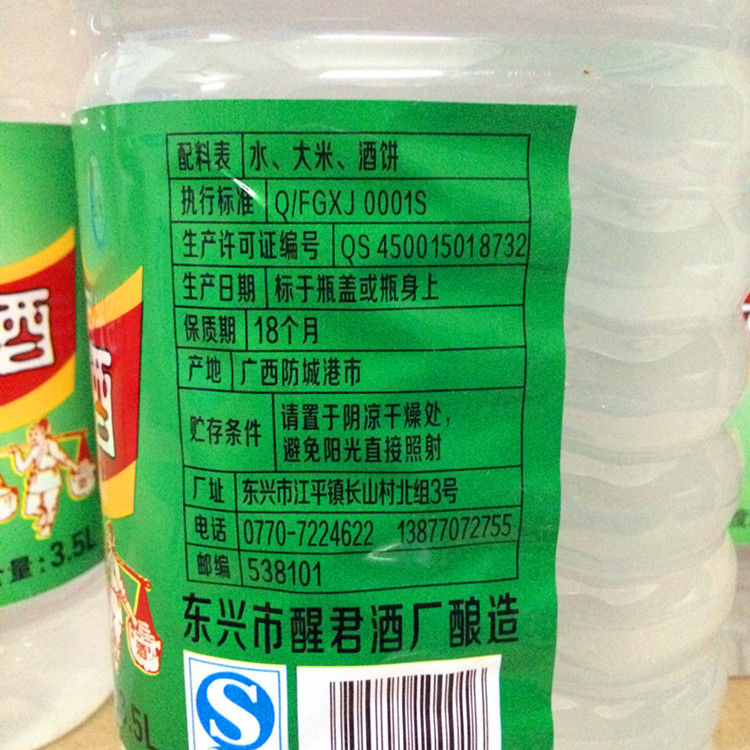 配料表 水、大米、酒饼
执行标准 Q/FGXJ 0001S
生产许可证编号 QS 450015018732
生产日期 标于瓶盖或瓶身上
保质期 18个月
产地 广西防城港市
贮存条件 请置于阴凉干燥处,
避免阳光直接照射
厂址 东兴市江平镇长山村北组3号
电话 0770-7224622 13877072755
邮编 538101
东兴市醒君酒厂酿造
酒
酒
量:3.5L
.5L